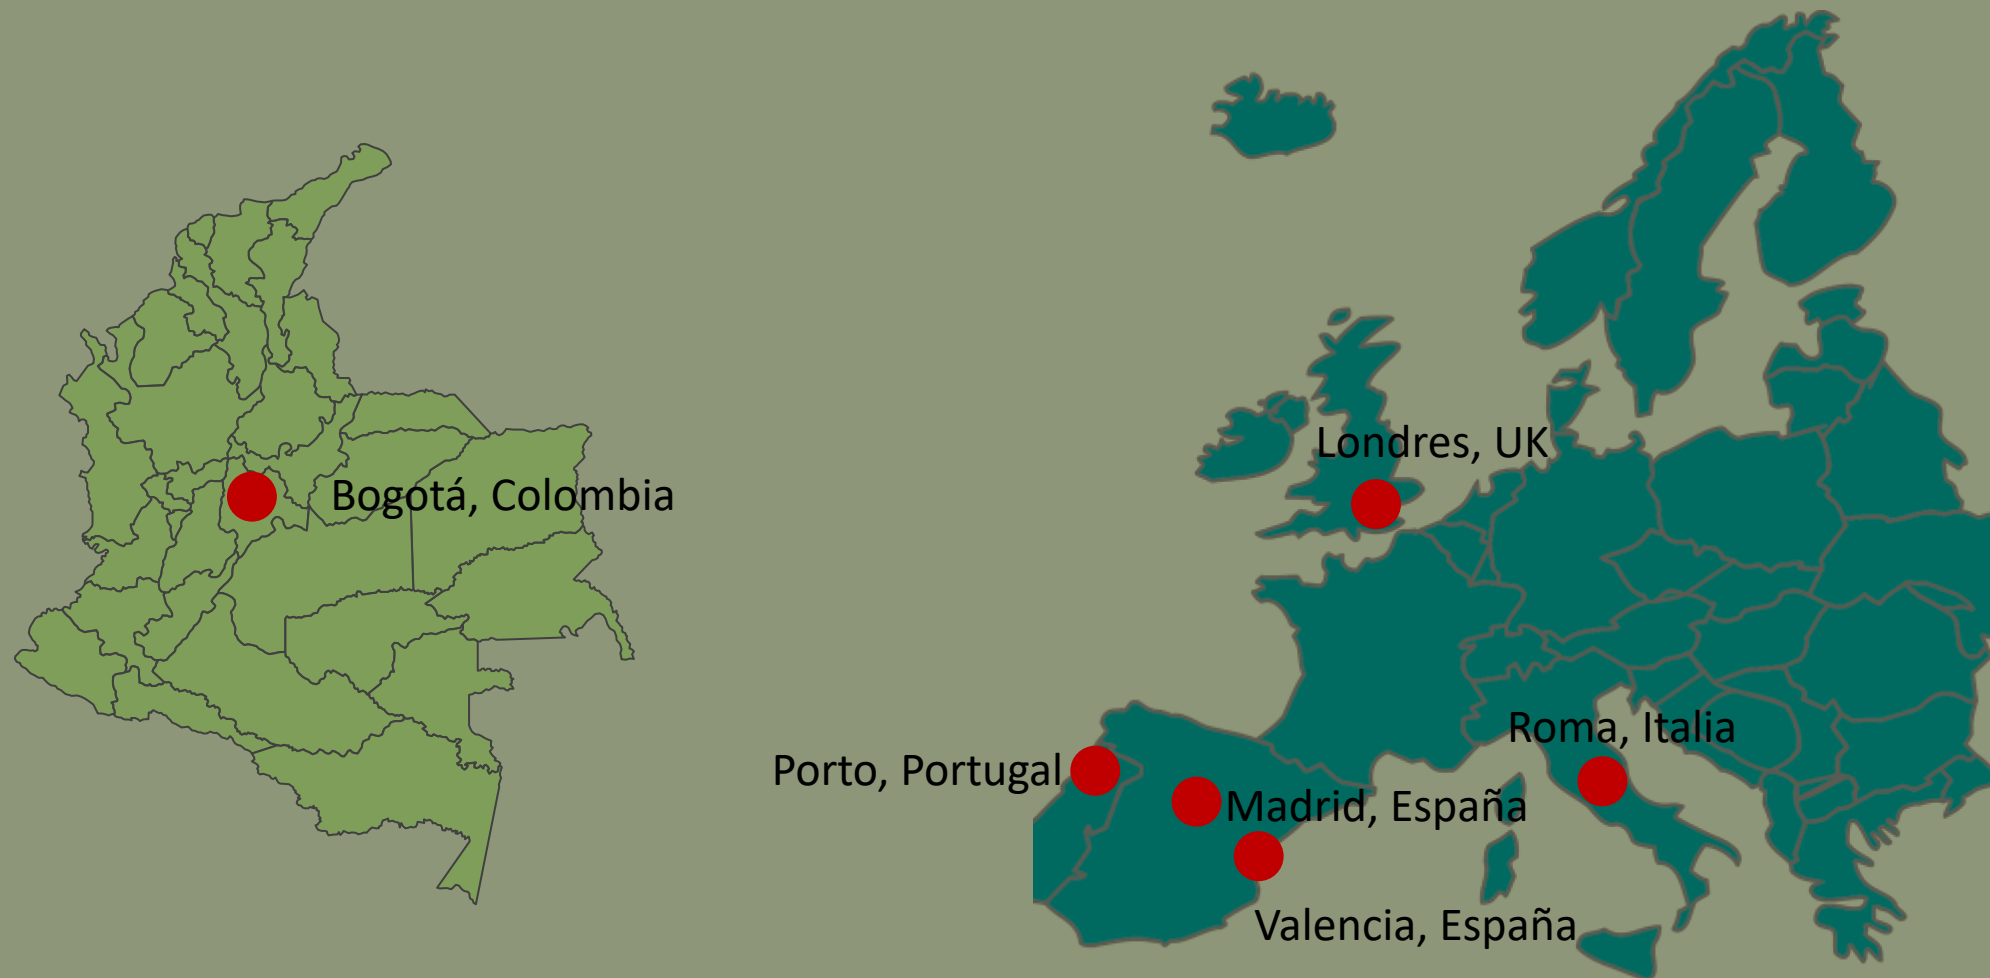 Londres, UK
Bogotá, Colombia
Roma, Italia
Porto, Portugal
Madrid, España
Valencia, España